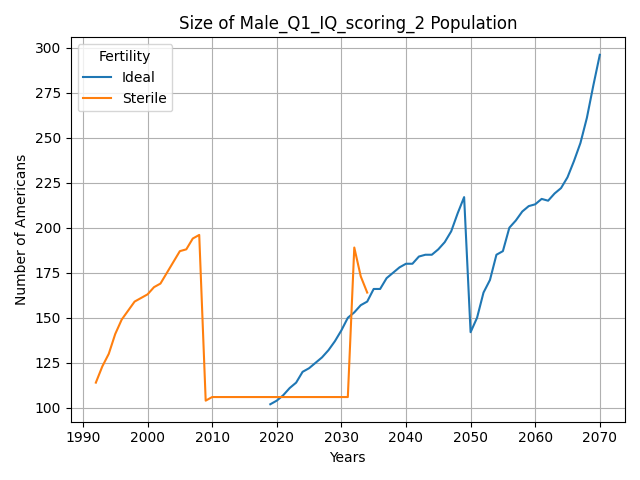 Size of Male_Q1_IQ_scoring_2 Population
Fertility
Ideal
Sterile
Number of Americans
300
275
250
225
200
175
150
125
100
1990 2000 2010 2020 2030 2040 2050 2060 2070
Years